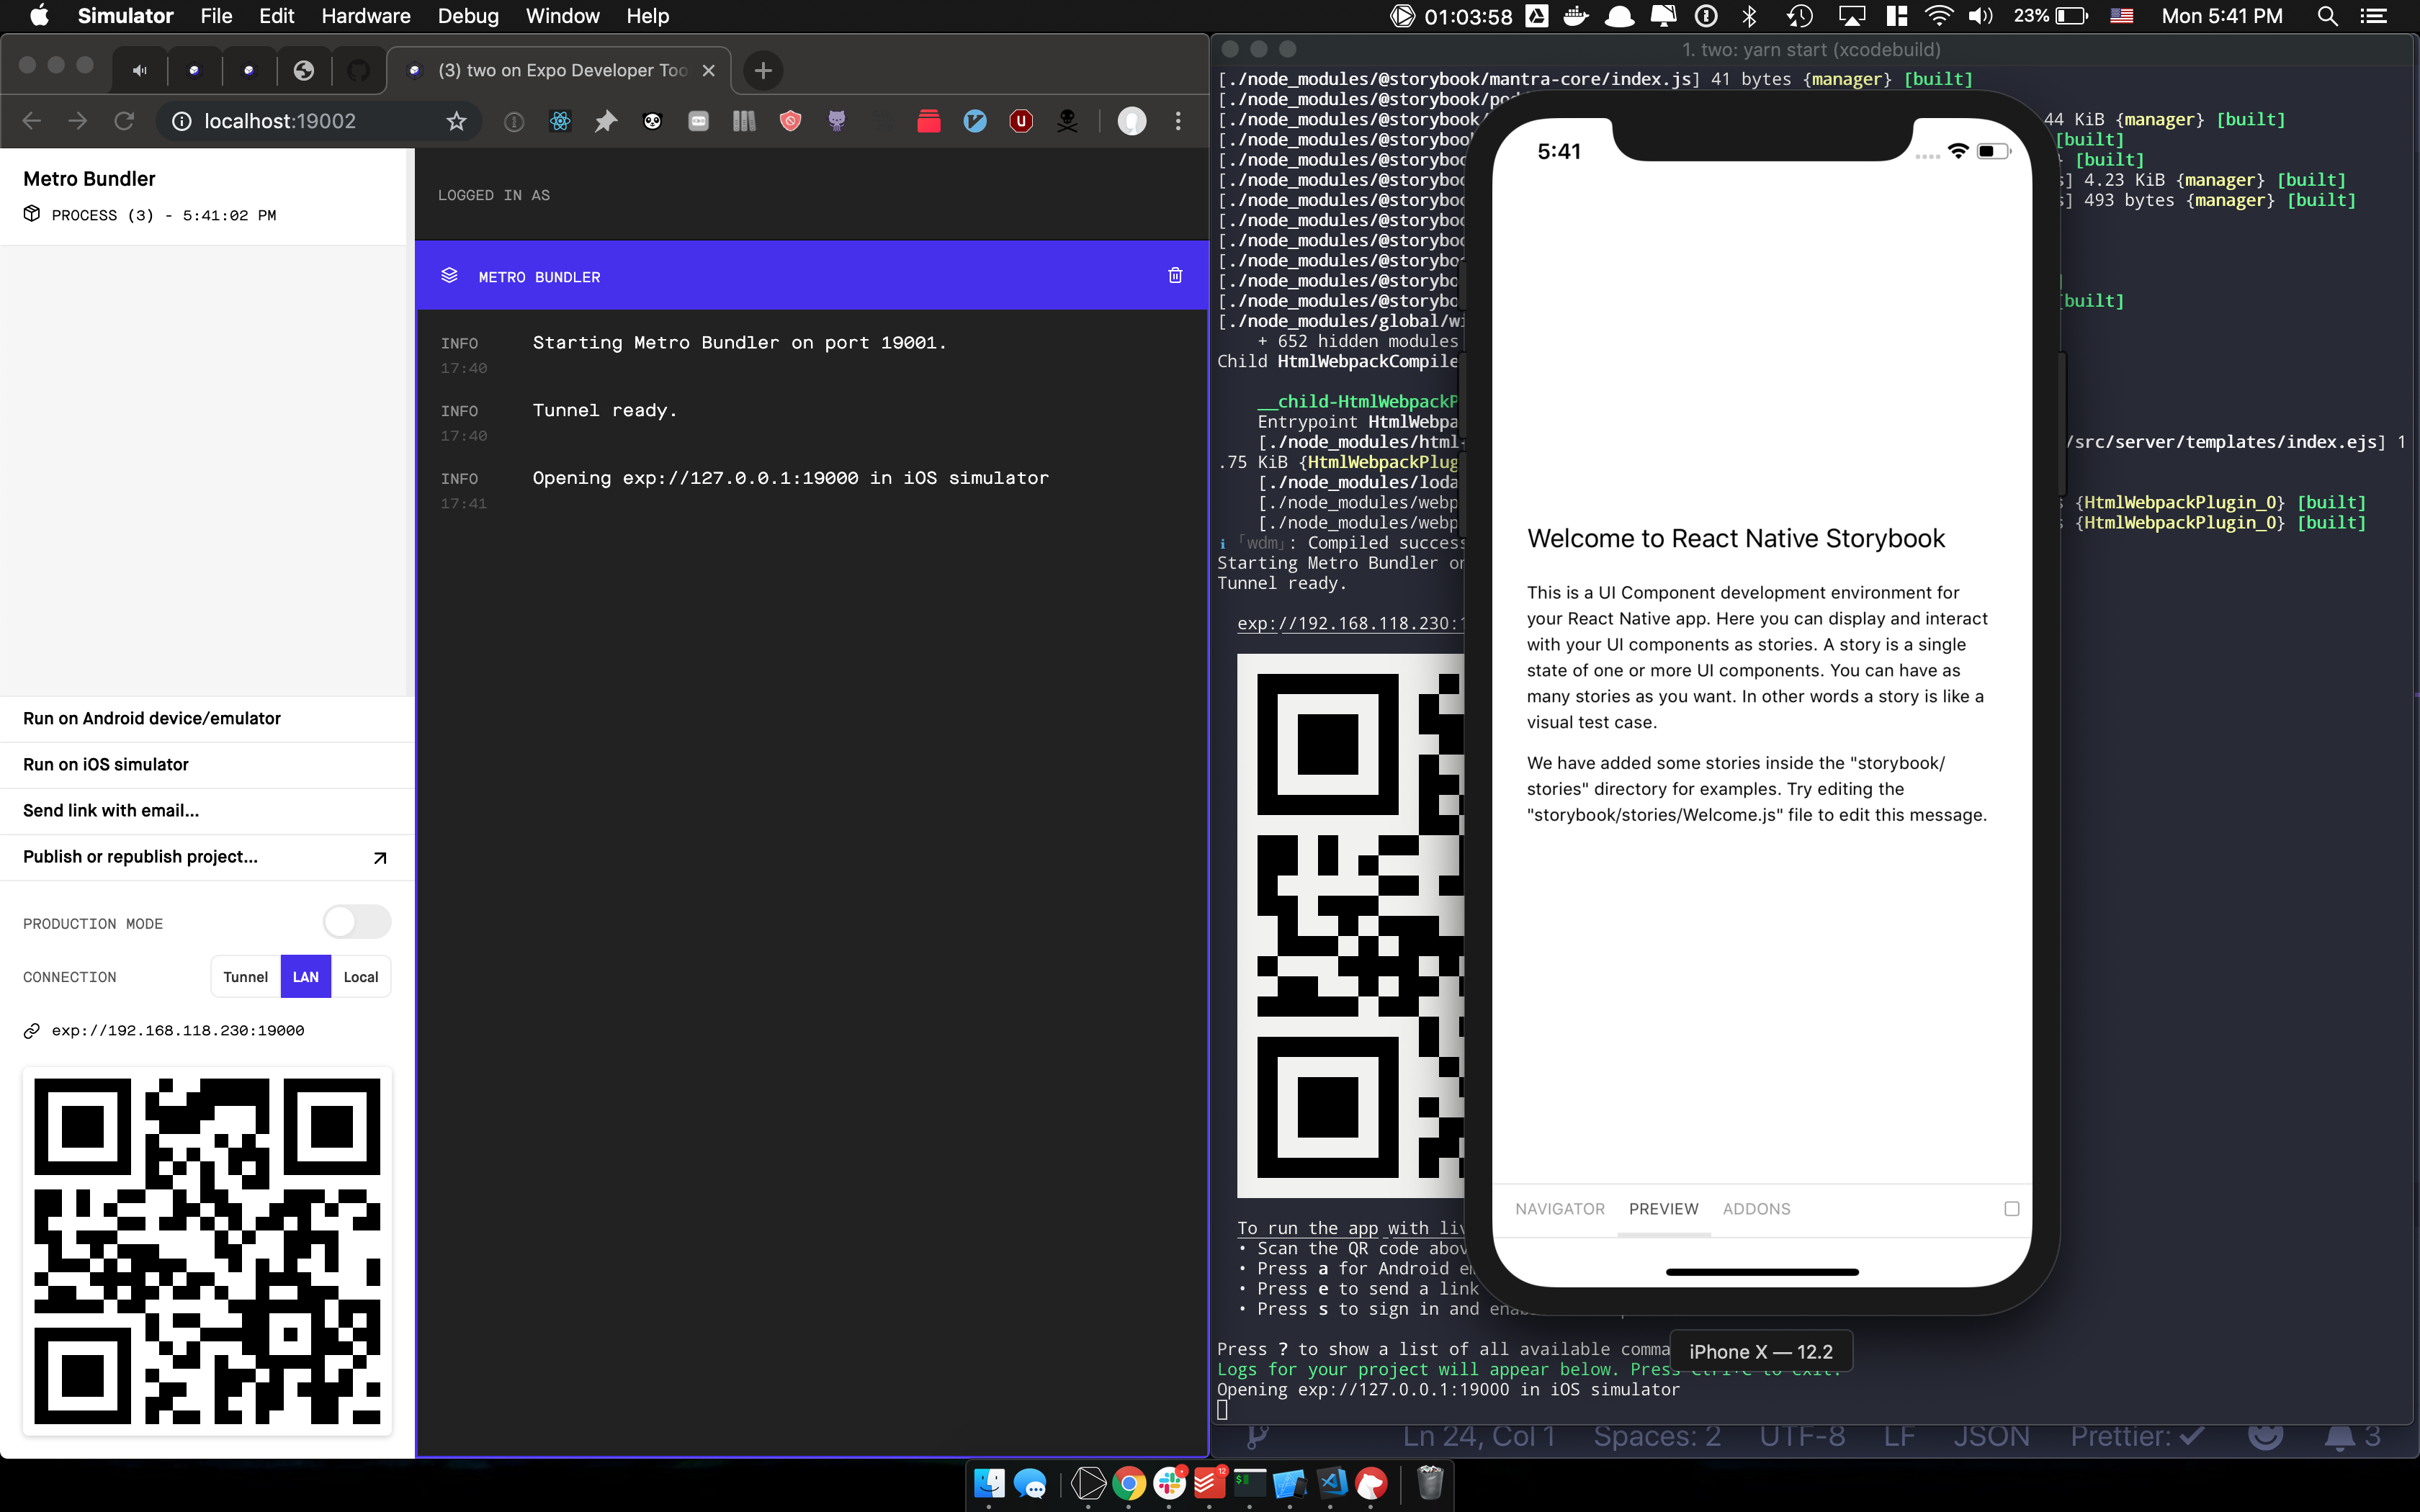 Simulator File Edit Hardware Debug Window Help
01:03:58 23% Mon 5:41 PM
(3) two on Expo Developer Too
localhost:19002
Metro Bundler
PROCESS (3) - 5:41:02 PM
LOGGED IN AS
METRO BUNDLER
INFO Starting Metro Bundler on port 19001.
17:40
INFO Tunnel ready.
17:40
INFO Opening exp://127.0.0.1:19000 in iOS simulator
17:41
Run on Android device/emulator
Run on iOS simulator
Send link with email...
Publish or republish project...
PRODUCTION MODE
CONNECTION Tunnel LAN Local
exp://192.168.118.230:19000
1. two: yarn start (xcodebuild)
[./node_modules/@storybook/mantra-core/index.js] 41 bytes {manager} [built]
[./node_modules/@storybook/pod
[./node_modules/@storybook/ 44 KiB {manager} [built]
[./node_modules/@storyboo [built]
[./node_modules/@storybo [built]
[./node_modules/@storybo ] 4.23 KiB {manager} [built]
[./node_modules/@storybo ] 493 bytes {manager} [built]
[./node_modules/@storybo
[./node_modules/@storybo
[./node_modules/@storybo
[./node_modules/@storybo ]
[./node_modules/@storybo [built]
[./node_modules/global/wi
+ 652 hidden modules
Child HtmlWebpackCompile
__child-HtmlWebpackP
Entrypoint HtmlWebpa
[./node_modules/html- /src/server/templates/index.ejs] 1
.75 KiB {HtmlWebpackPlug
[./node_modules/loda
[./node_modules/webp {HtmlWebpackPlugin_0} [built]
[./node_modules/webp {HtmlWebpackPlugin_0} [built]
ℹ 「wdm」: Compiled success
Starting Metro Bundler on
Tunnel ready.
exp://192.168.118.230:1
To run the app with liv
• Scan the QR code abov
• Press a for Android em
• Press e to send a link
• Press s to sign in and enab
Press ? to show a list of all available comma
Logs for your project will appear below. Press Ctrl+C to exit.
Opening exp://127.0.0.1:19000 in iOS simulator
5:41
Welcome to React Native Storybook
This is a UI Component development environment for
your React Native app. Here you can display and interact
with your UI components as stories. A story is a single
state of one or more UI components. You can have as
many stories as you want. In other words a story is like a
visual test case.
We have added some stories inside the "storybook/
stories" directory for examples. Try editing the
"storybook/stories/Welcome.js" file to edit this message.
NAVIGATOR PREVIEW ADDONS
iPhone X — 12.2
Ln 24, Col 1 Spaces: 2 UTF-8 LF JSON Prettier: ✓ 3
12